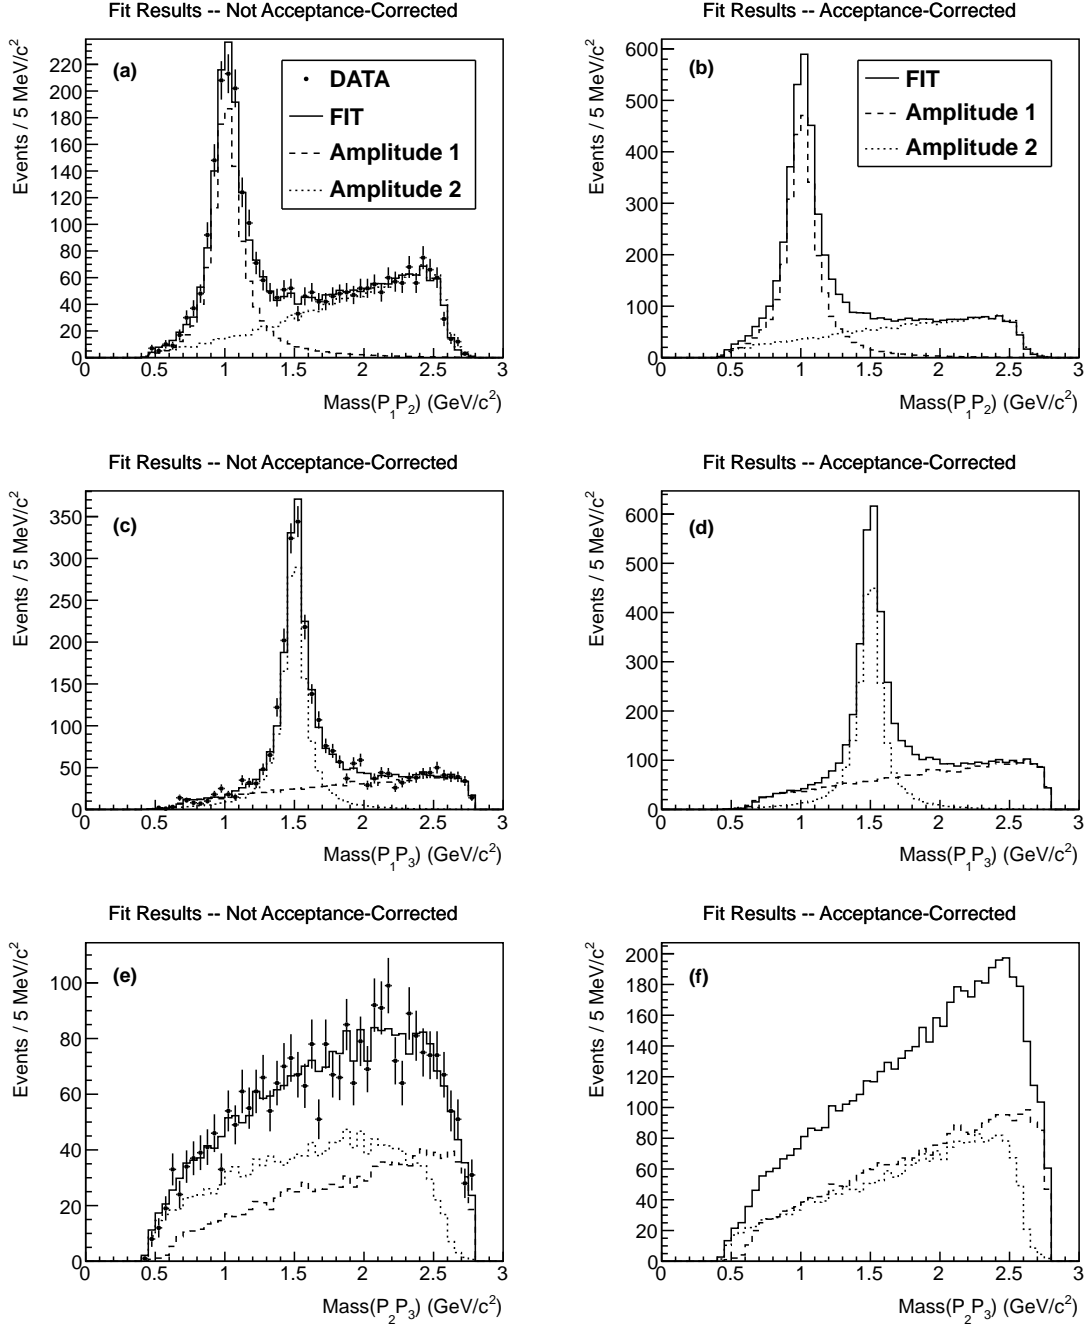 Fit Results -- Not Acceptance-Corrected
Events / 5 MeV/c²
(a)
DATA
FIT
Amplitude 1
Amplitude 2
220
200
180
160
140
120
100
80
60
40
20
0
0 0.5 1 1.5 2 2.5 3
Mass(P₁P₂) (GeV/c²)
Fit Results -- Acceptance-Corrected
Events / 5 MeV/c²
(b)
FIT
Amplitude 1
Amplitude 2
600
500
400
300
200
100
0
0 0.5 1 1.5 2 2.5 3
Mass(P₁P₂) (GeV/c²)
Fit Results -- Not Acceptance-Corrected
Events / 5 MeV/c²
(c)
350
300
250
200
150
100
50
0
0 0.5 1 1.5 2 2.5 3
Mass(P₁P₃) (GeV/c²)
Fit Results -- Acceptance-Corrected
Events / 5 MeV/c²
(d)
600
500
400
300
200
100
0
0 0.5 1 1.5 2 2.5 3
Mass(P₁P₃) (GeV/c²)
Fit Results -- Not Acceptance-Corrected
Events / 5 MeV/c²
(e)
100
80
60
40
20
0
0 0.5 1 1.5 2 2.5 3
Mass(P₂P₃) (GeV/c²)
Fit Results -- Acceptance-Corrected
Events / 5 MeV/c²
(f)
200
180
160
140
120
100
80
60
40
20
0
0 0.5 1 1.5 2 2.5 3
Mass(P₂P₃) (GeV/c²)